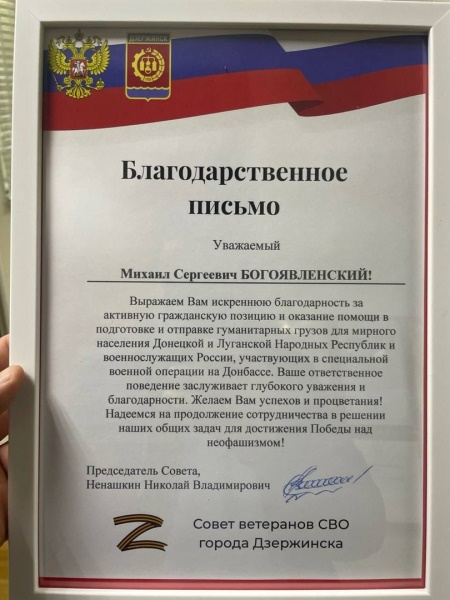 ДЗЕРЖИНСК
Благодарственное
письмо
Уважаемый
Михаил Сергеевич БОГОЯВЛЕНСКИЙ!
Выражаем Вам искреннюю благодарность за
активную гражданскую позицию и оказание помощи в
подготовке и отправке гуманитарных грузов для мирного
населения Донецкой и Луганской Народных Республик и
военнослужащих России, участвующих в специальной
военной операции на Донбассе. Ваше ответственное
поведение заслуживает глубокого уважения и
благодарности. Желаем Вам успехов и процветания!
Надеемся на продолжение сотрудничества в решении
наших общих задач для достижения Победы над
неофашизмом!
Председатель Совета,
Ненашкин Николай Владимирович
Z
Совет ветеранов СВО
города Дзержинска